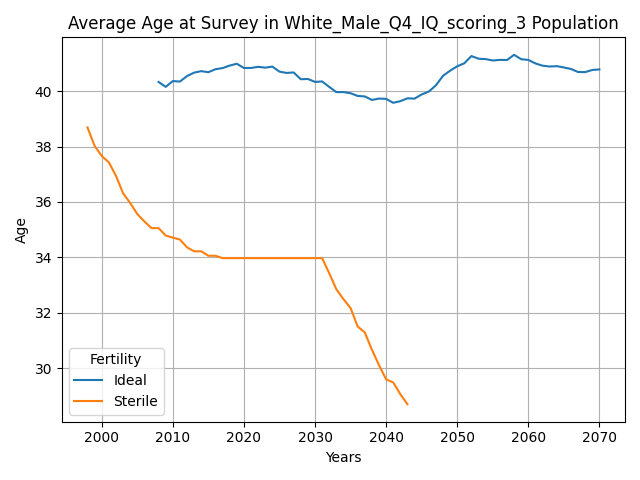 Average Age at Survey in White_Male_Q4_IQ_scoring_3 Population
Age
40
38
36
34
32
30
Fertility
Ideal
Sterile
2000 2010 2020 2030 2040 2050 2060 2070
Years